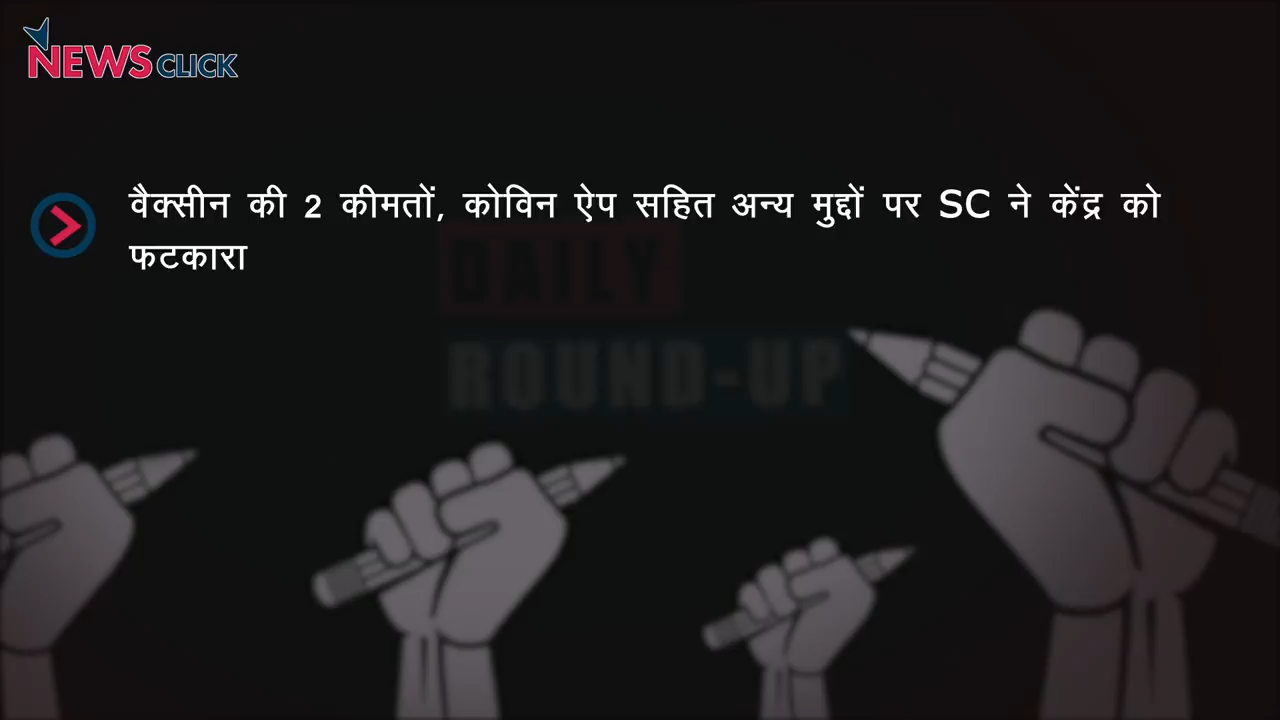 NEWSCLICK
वैक्सीन की 2 कीमतों, कोविन ऐप सहित अन्य मुद्दों पर SC ने केंद्र को
फटकारा
DAILY
ROUND-UP